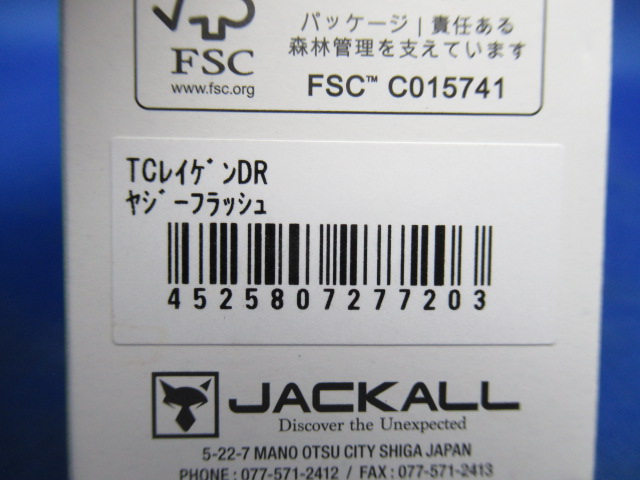 パッケージ | 責任ある
森林管理を支えています
FSC
www.fsc.org
FSC™ C015741
TCﾚｲｹﾞﾝDR
ﾔｼﾞｰﾌﾗｯｼｭ
4525807277203
JACKALL
Discover the Unexpected
5-22-7 MANO OTSU CITY SHIGA JAPAN
PHONE : 077-571-2412 / FAX : 077-571-2413